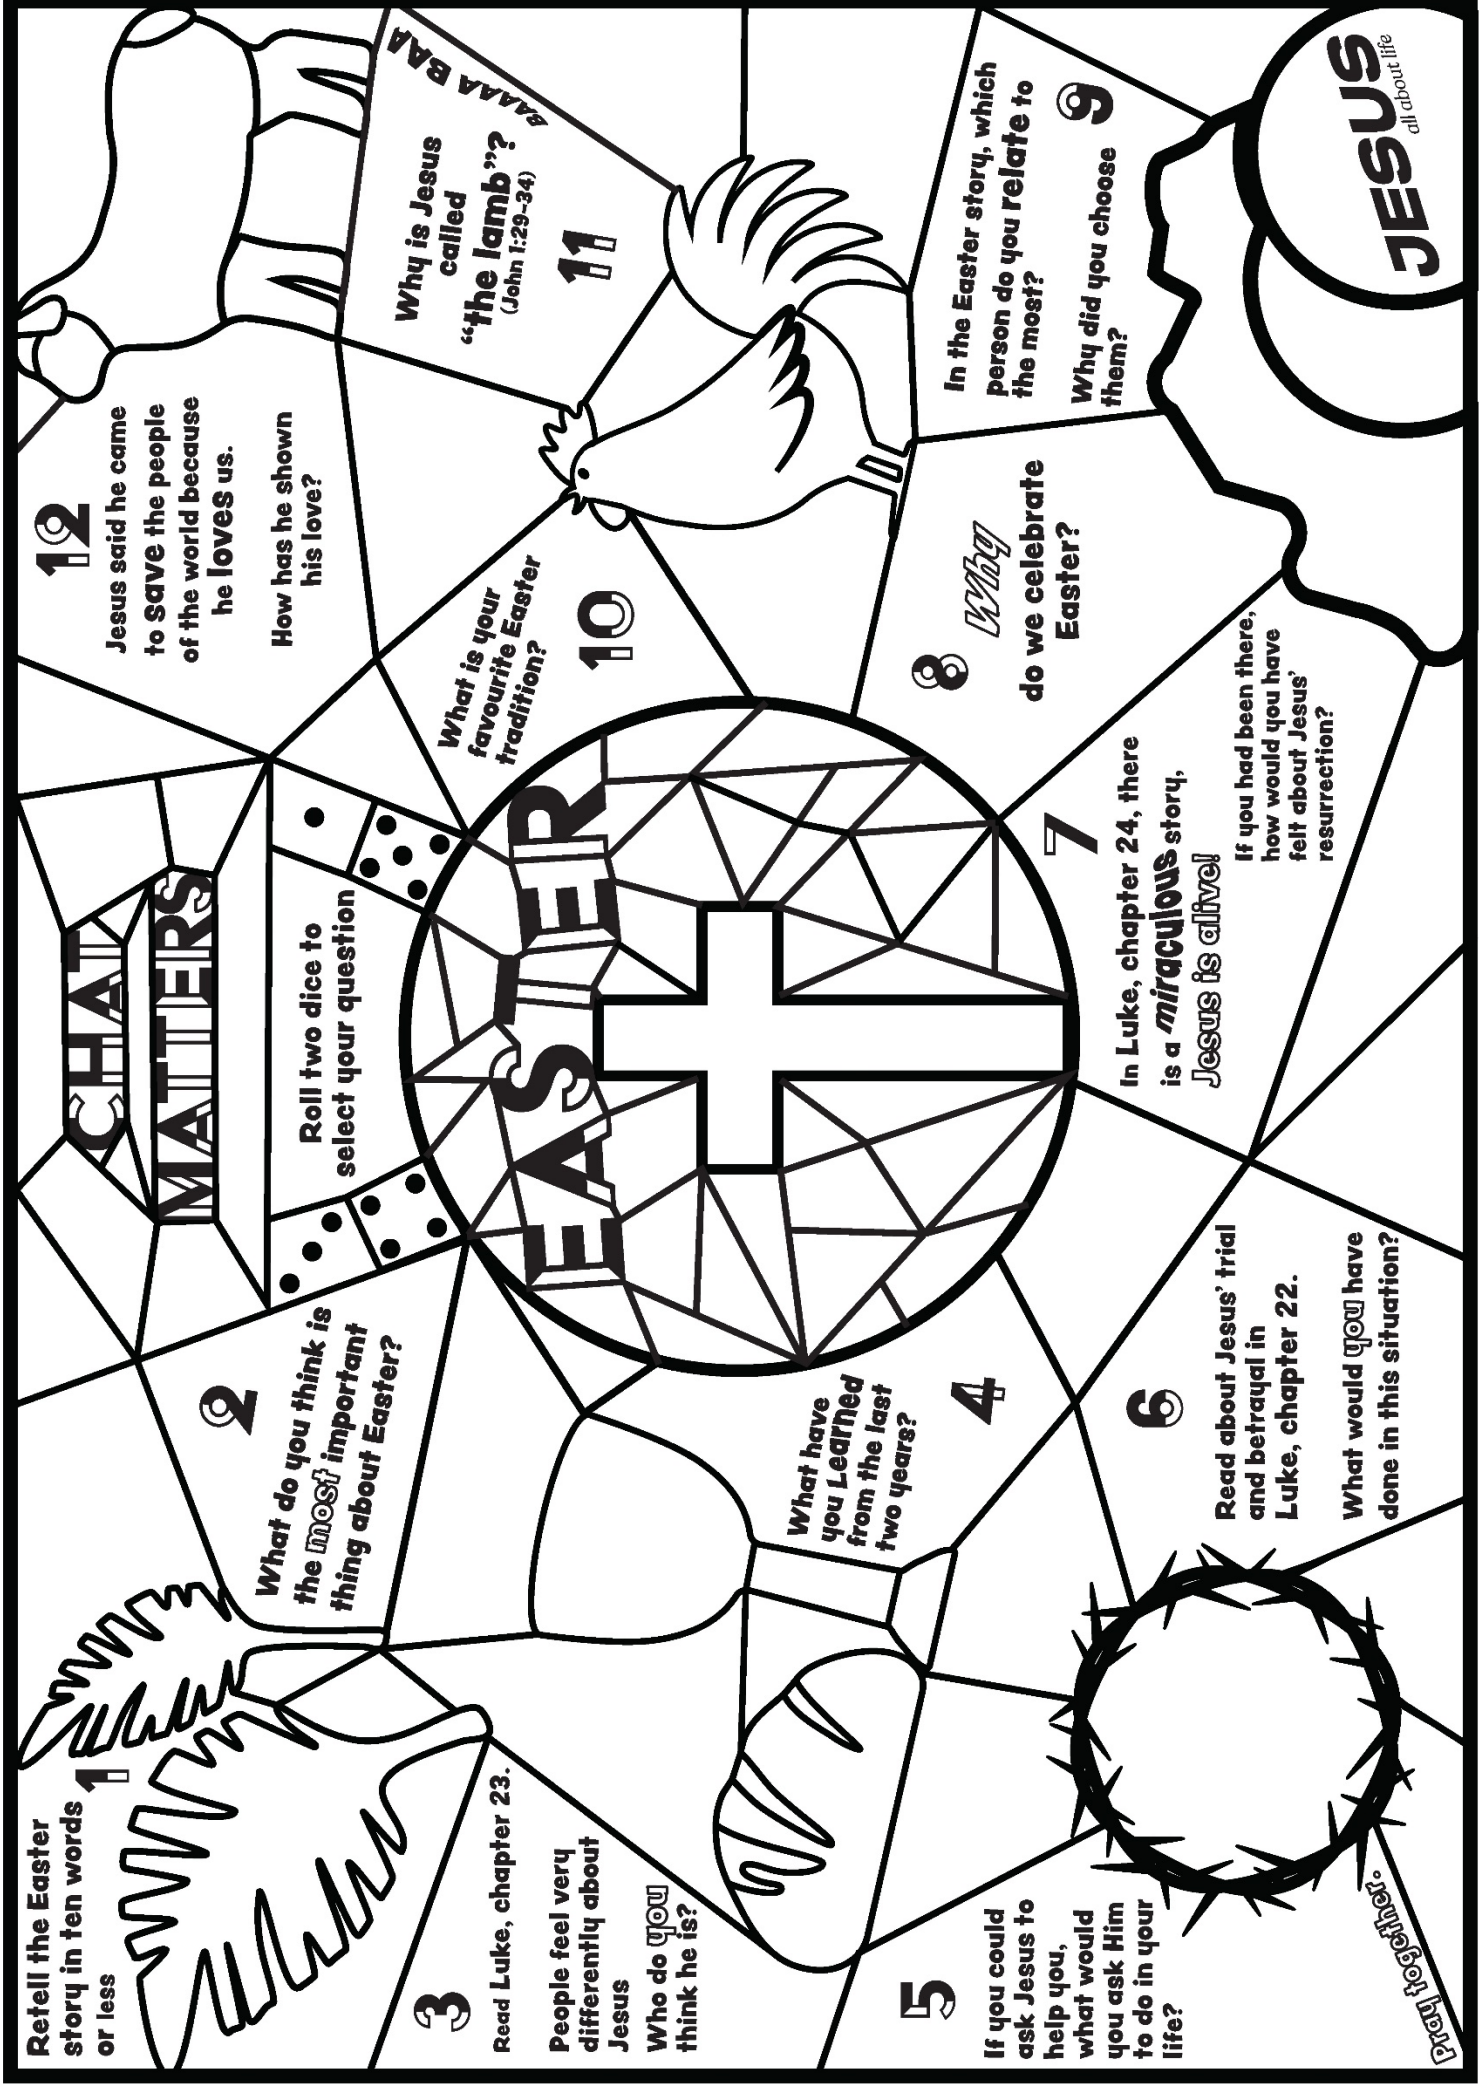 CHAT
MATTERS
Roll two dice to
select your question
EASTER
1
Retell the Easter
story in ten words
or less
2
What do you think is
the most important
thing about Easter?
3
Read Luke, chapter 23.
People feel very
differently about
Jesus
Who do you
think he is?
4
What have
you Learned
from the last
two years?
5
If you could
ask Jesus to
help you,
what would
you ask Him
to do in your
life?
Pray together.
6
Read about Jesus' trial
and betrayal in
Luke, chapter 22.
What would you have
done in this situation?
7
In Luke, chapter 24, there
is a miraculous story,
Jesus is alive!
If you had been there,
how would you have
felt about Jesus'
resurrection?
8
Why
do we celebrate
Easter?
9
In the Easter story, which
person do you relate to
the most?
Why did you choose
them?
10
What is your
favourite Easter
tradition?
11
Why is Jesus
called
“the lamb”?
(John 1:29-34)
BAAAA BAA
12
Jesus said he came
to save the people
of the world because
he loves us.
How has he shown
his love?
JESUS
all about life